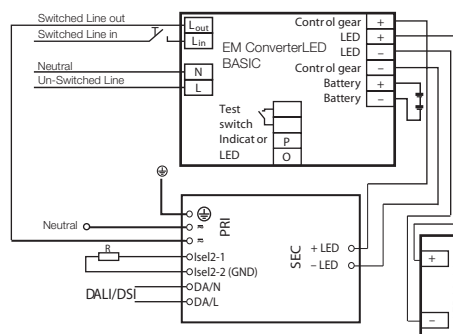 Switched Line out
Switched Line in
Neutral
Un-Switched Line
Lout
Lin
N
L
EM ConverterLED
BASIC
Test
switch
Indicat or
LED
P
O
Control gear +
LED +
LED –
Control gear –
Battery +
Battery –
Neutral
R
DALI/DSI
PRI
Isel2-1
Isel2-2 (GND)
DA/N
DA/L
SEC
+ LED
– LED
+
–